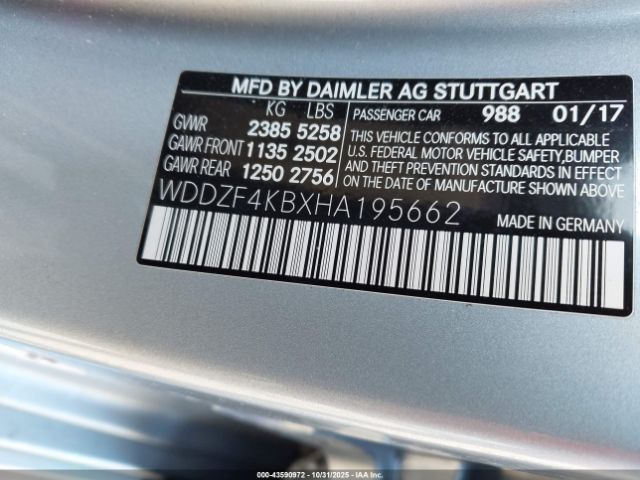 MFD BY DAIMLER AG STUTTGART
KG LBS
GVWR 2385 5258
GAWR FRONT 1135 2502
GAWR REAR 1250 2756
PASSENGER CAR 988 01/17
THIS VEHICLE CONFORMS TO ALL APPLICABLE
U.S. FEDERAL MOTOR VEHICLE SAFETY,BUMPER
AND THEFT PREVENTION STANDARDS IN EFFECT
ON THE DATE OF MANUFACTURE SHOWN ABOVE.
WDDZF4KBXHA195662
MADE IN GERMANY
000-43590972 - 10/31/2025 - IAAI.COM